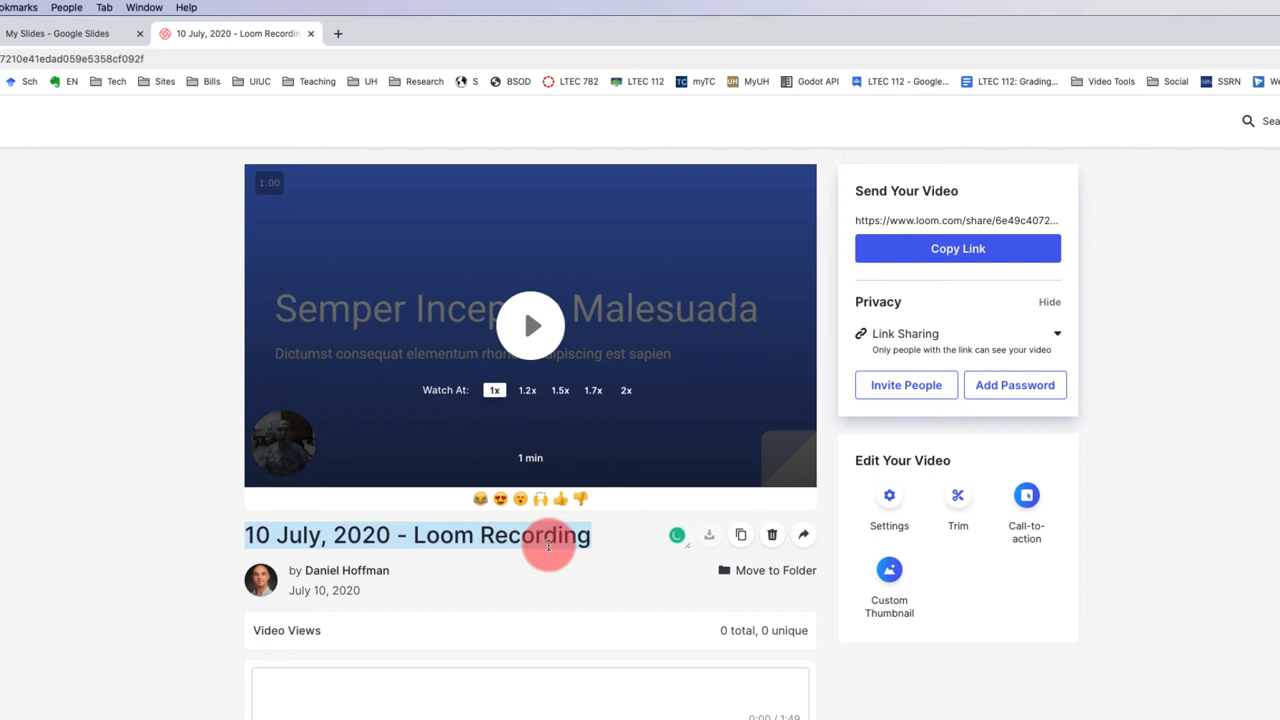 okmarks People Tab Window Help
My Slides - Google Slides × 10 July, 2020 - Loom Recordin × +
7210e41edad059e5358cf092f
Sch EN Tech Sites Bills UIUC Teaching UH Research S BSOD LTEC 782 LTEC 112 myTC MyUH Godot API LTEC 112 - Google... LTEC 112: Grading... Video Tools Social SSRN We
Sea
1.00
Semper Incep Malesuada
Dictumst consequat elementum rhon ipiscing est sapien
Watch At: 1x 1.2x 1.5x 1.7x 2x
1 min
10 July, 2020 - Loom Recording
by Daniel Hoffman
July 10, 2020
Move to Folder
Video Views 0 total, 0 unique
0:00 / 1:49
Send Your Video
https://www.loom.com/share/6e49c4072...
Copy Link
Privacy Hide
Link Sharing
Only people with the link can see your video
Invite People Add Password
Edit Your Video
Settings Trim Call-to-
action
Custom
Thumbnail